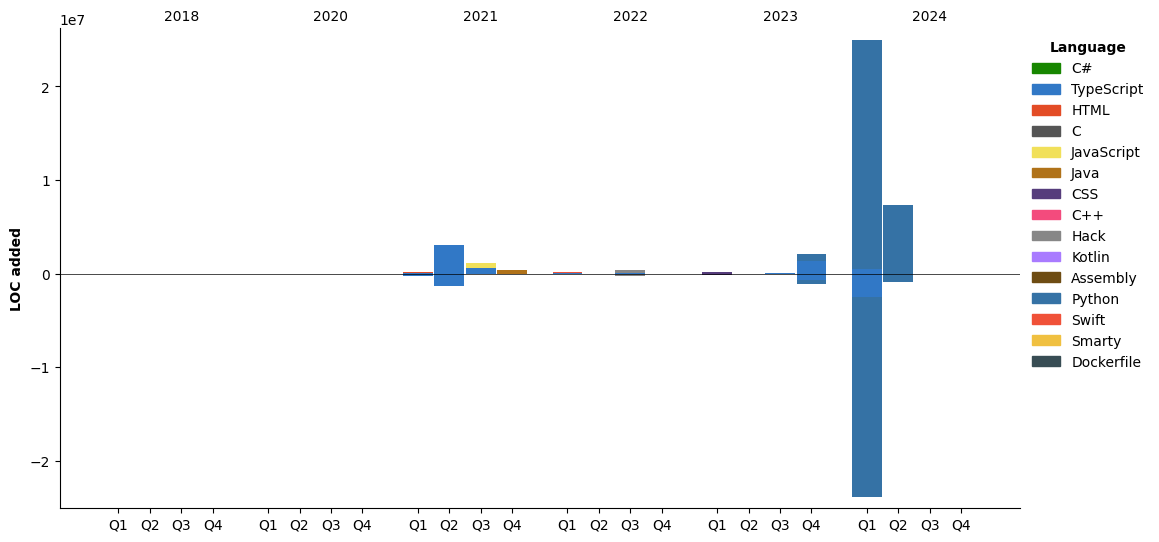 1e7
2018 2020 2021 2022 2023 2024
LOC added
2
1
0
−1
−2
Q1 Q2 Q3 Q4 Q1 Q2 Q3 Q4 Q1 Q2 Q3 Q4 Q1 Q2 Q3 Q4 Q1 Q2 Q3 Q4 Q1 Q2 Q3 Q4
Language
C#
TypeScript
HTML
C
JavaScript
Java
CSS
C++
Hack
Kotlin
Assembly
Python
Swift
Smarty
Dockerfile